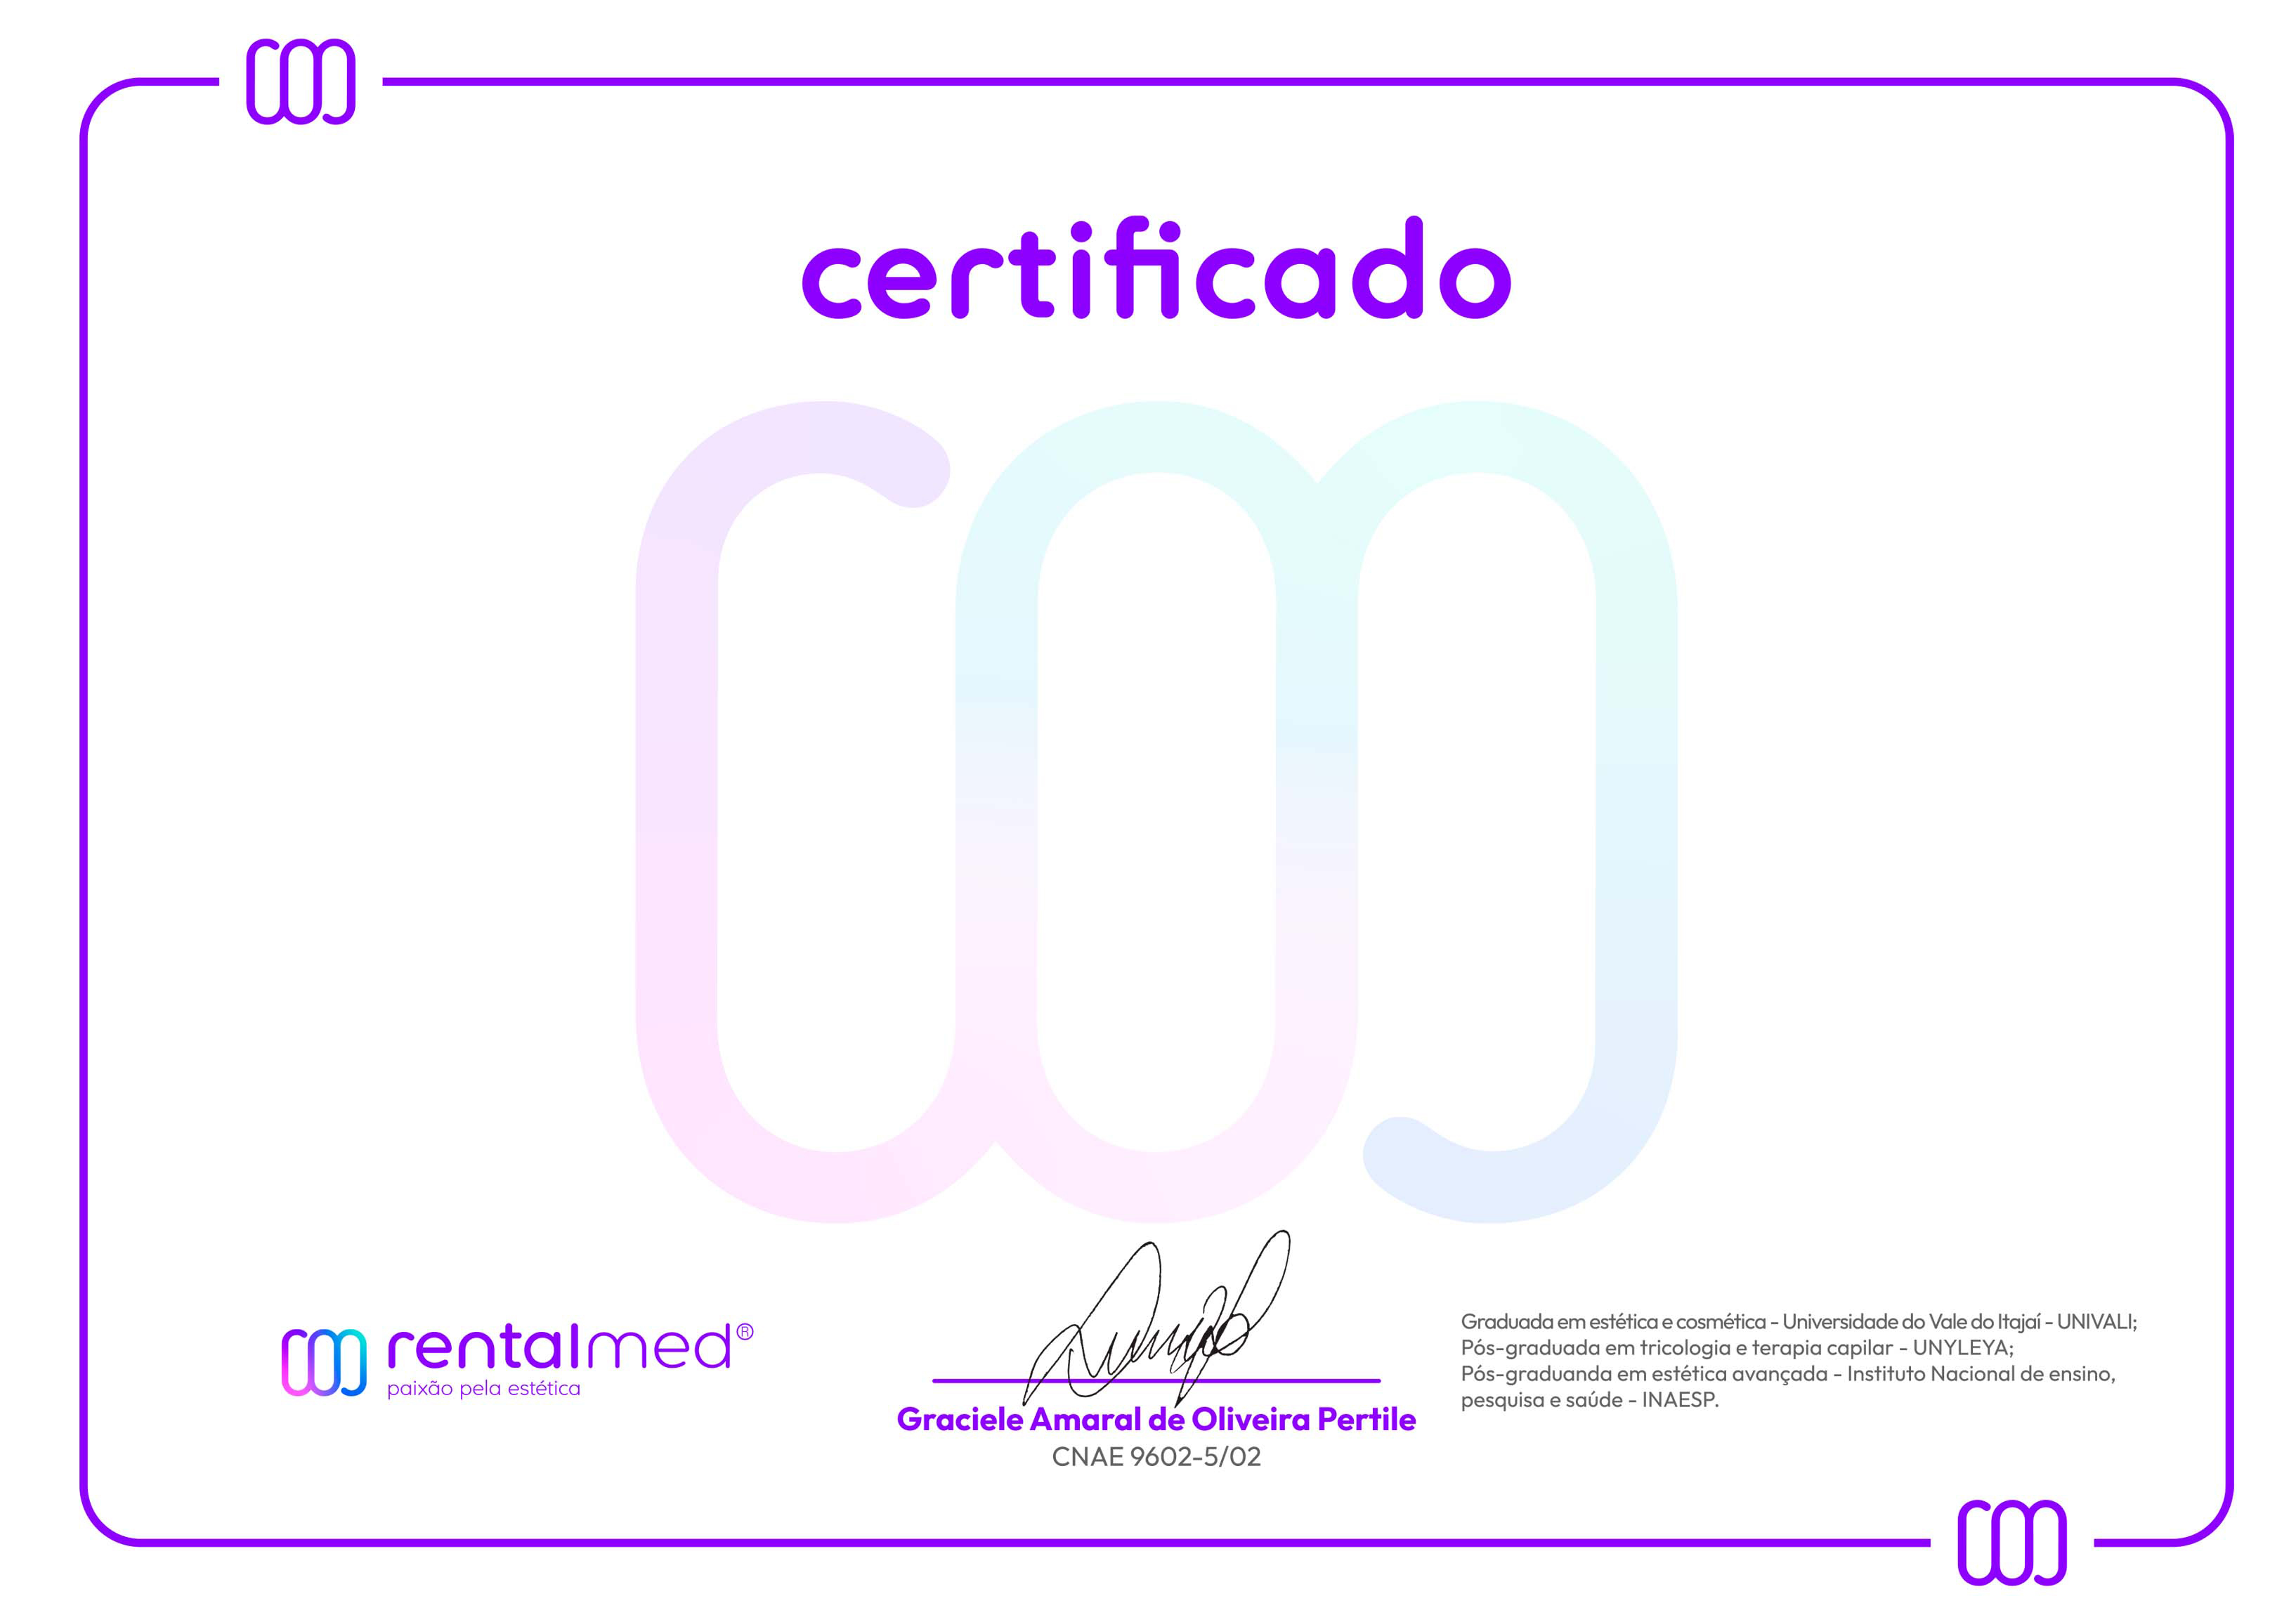 certificado
rentalmed®
paixão pela estética
Graciele Amaral de Oliveira Pertile
CNAE 9602-5/02
Graduada em estética e cosmética - Universidade do Vale do Itajaí - UNIVALI;
Pós-graduada em tricologia e terapia capilar - UNYLEYA;
Pós-graduanda em estética avançada - Instituto Nacional de ensino,
pesquisa e saúde - INAESP.